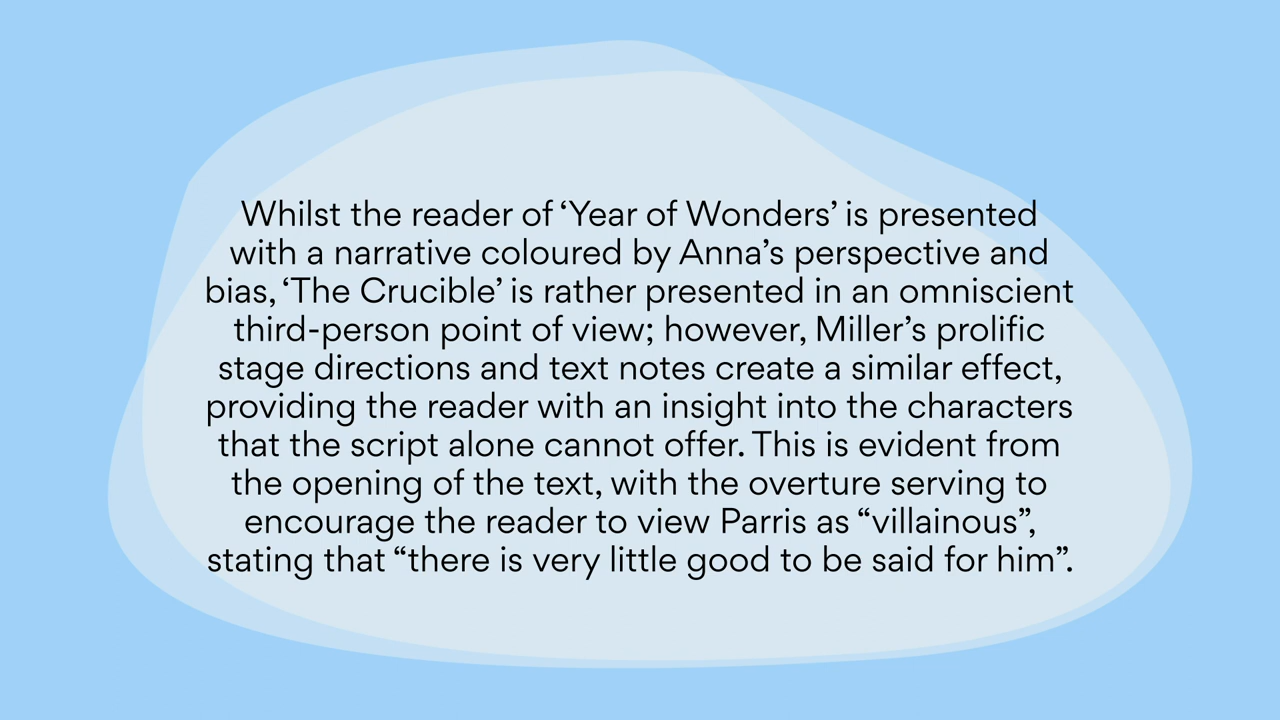 Whilst the reader of ‘Year of Wonders’ is presented
with a narrative coloured by Anna’s perspective and
bias, ‘The Crucible’ is rather presented in an omniscient
third-person point of view; however, Miller’s prolific
stage directions and text notes create a similar effect,
providing the reader with an insight into the characters
that the script alone cannot offer. This is evident from
the opening of the text, with the overture serving to
encourage the reader to view Parris as “villainous”,
stating that “there is very little good to be said for him”.